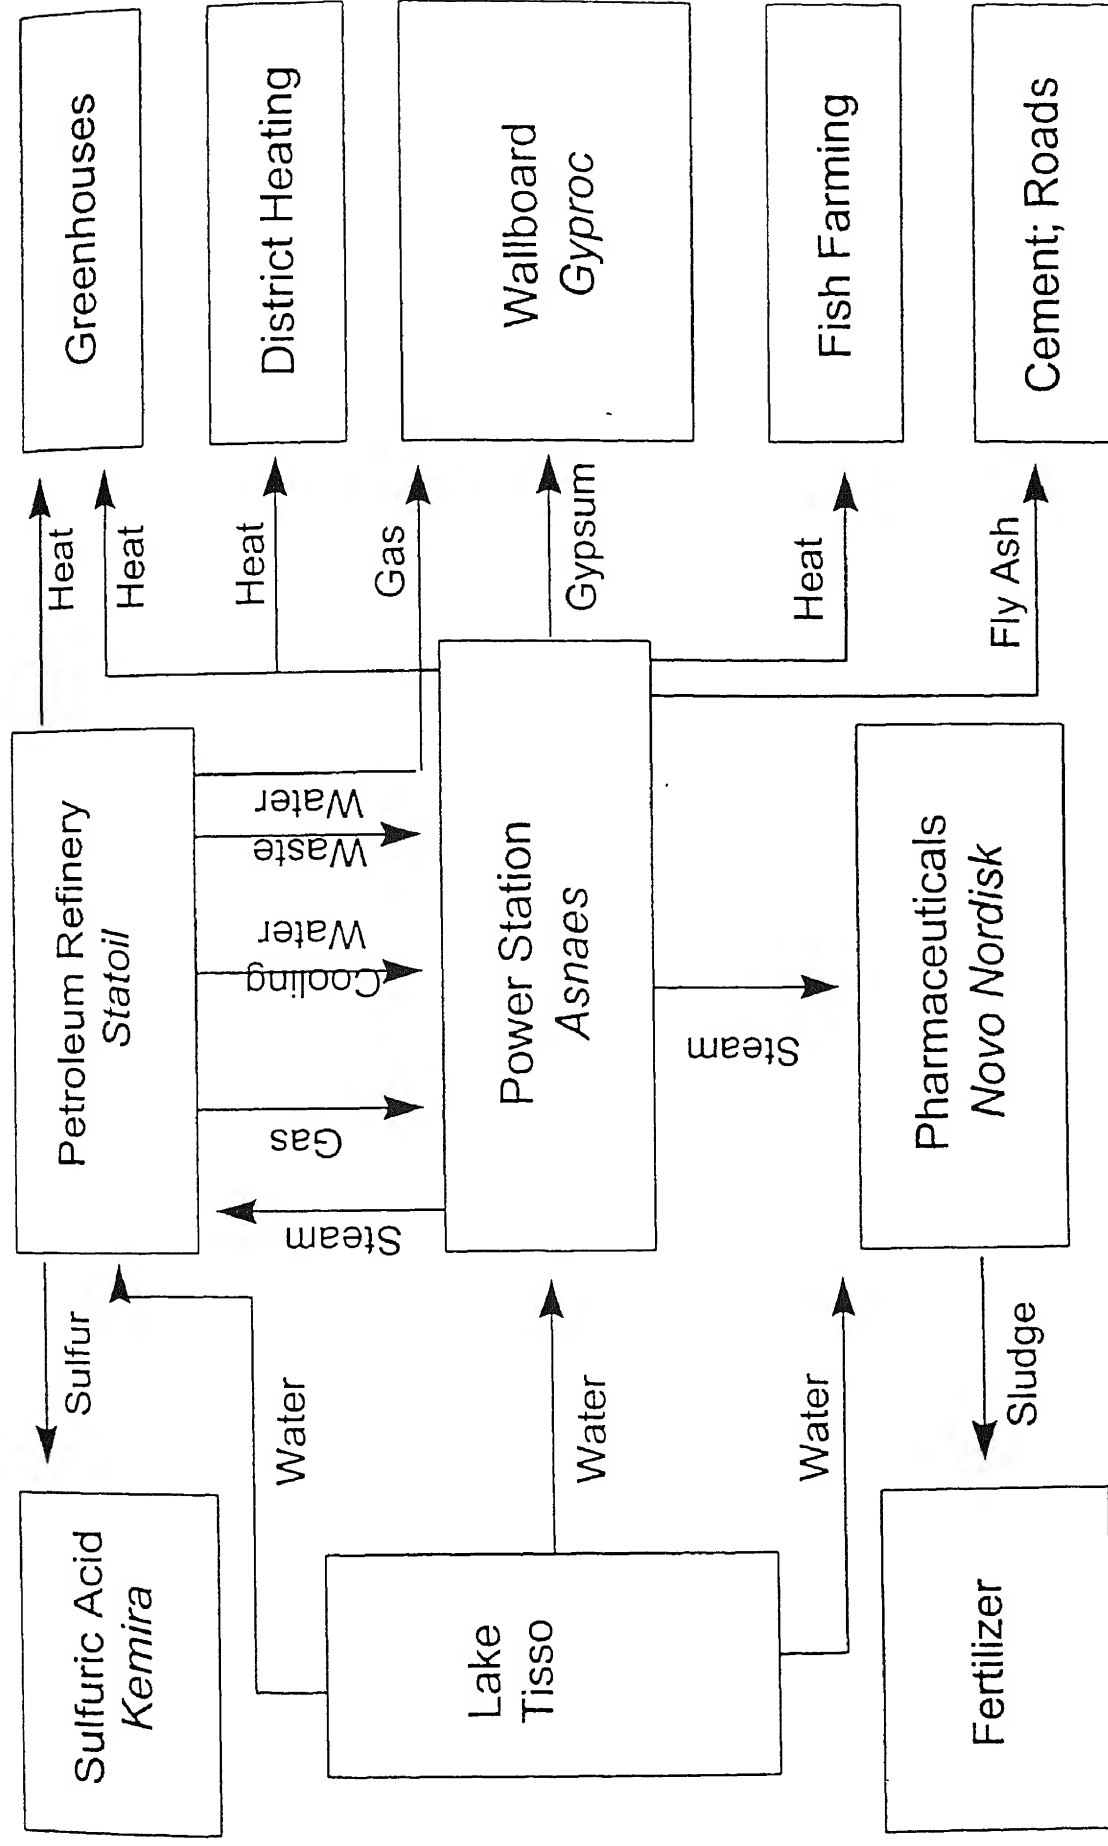 Sulfuric Acid
Kemira
Sulfur
Petroleum Refinery
Statoil
Heat
Heat
Greenhouses
Water
Steam
Gas
Cooling
Water
Waste
Water
Heat
District Heating
Gas
Lake
Tisso
Water
Power Station
Asnaes
Gypsum
Wallboard
Gyproc
Steam
Heat
Fish Farming
Water
Fertilizer
Sludge
Pharmaceuticals
Novo Nordisk
Fly Ash
Cement; Roads